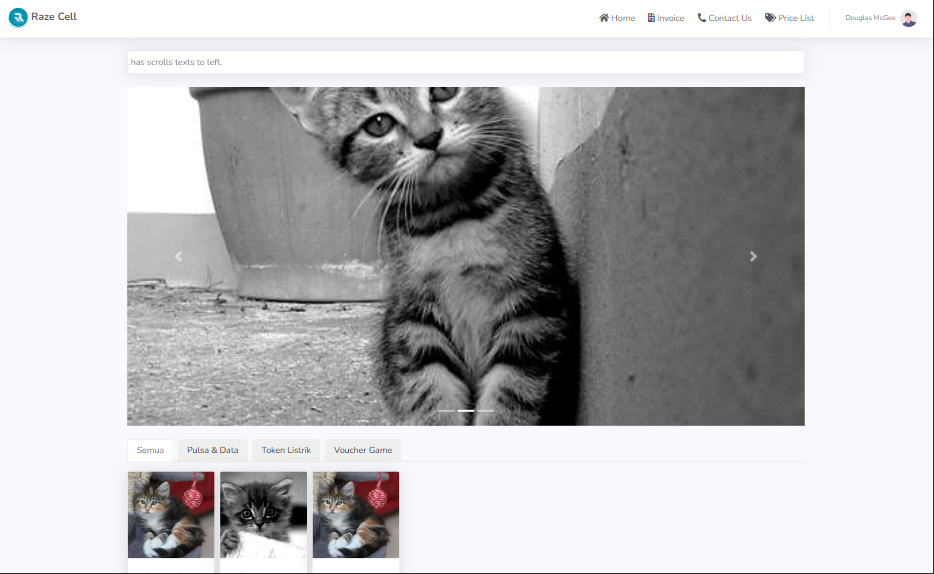 Raze Cell
Home
Invoice
Contact Us
Price List
Douglas McGee
has scrolls texts to left.
Semua
Pulsa & Data
Token Listrik
Voucher Game